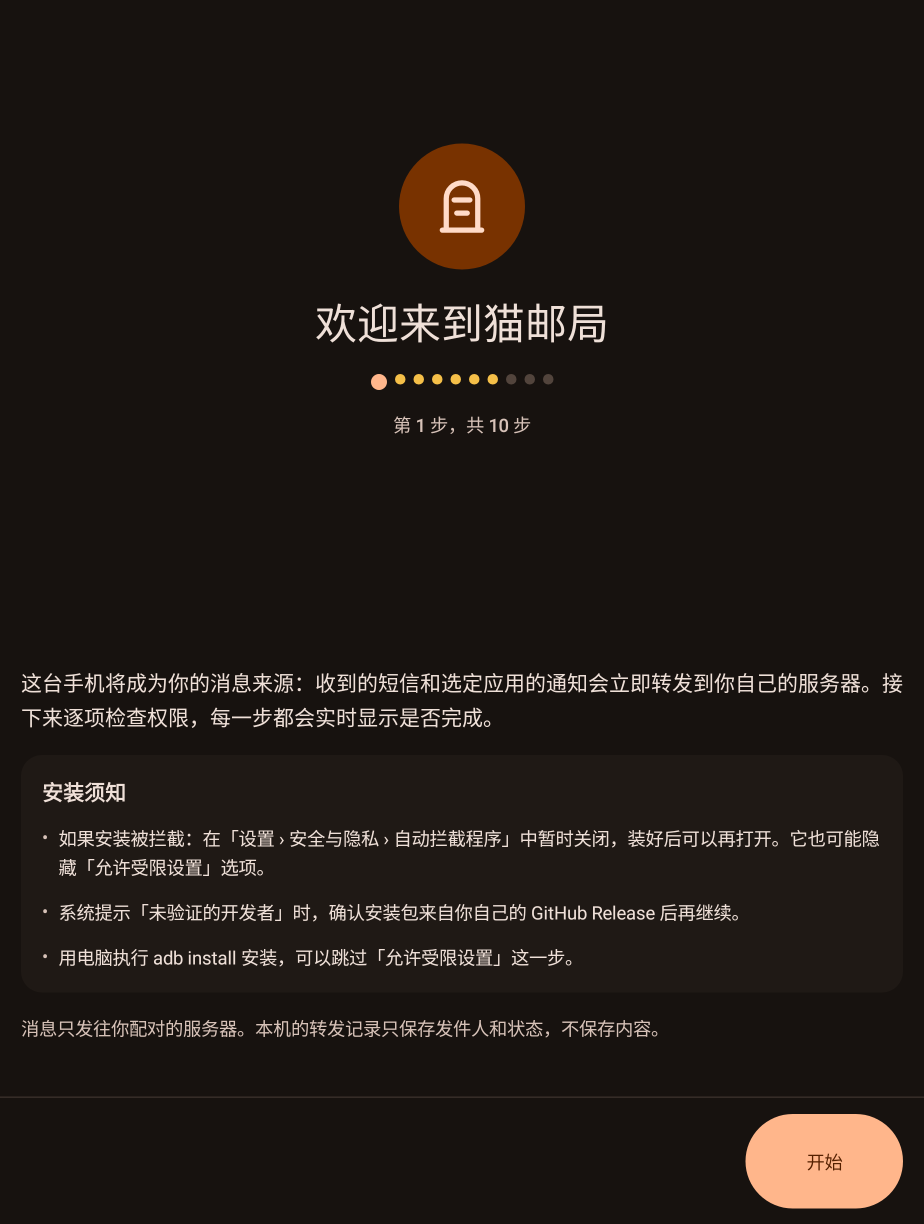 欢迎来到猫邮局
第 1 步，共 10 步
这台手机将成为你的消息来源：收到的短信和选定应用的通知会立即转发到你自己的服务器。接
下来逐项检查权限，每一步都会实时显示是否完成。
安装须知
• 如果安装被拦截：在「设置 › 安全与隐私 › 自动拦截程序」中暂时关闭，装好后可以再打开。它也可能隐
藏「允许受限设置」选项。
• 系统提示「未验证的开发者」时，确认安装包来自你自己的 GitHub Release 后再继续。
• 用电脑执行 adb install 安装，可以跳过「允许受限设置」这一步。
消息只发往你配对的服务器。本机的转发记录只保存发件人和状态，不保存内容。
开始